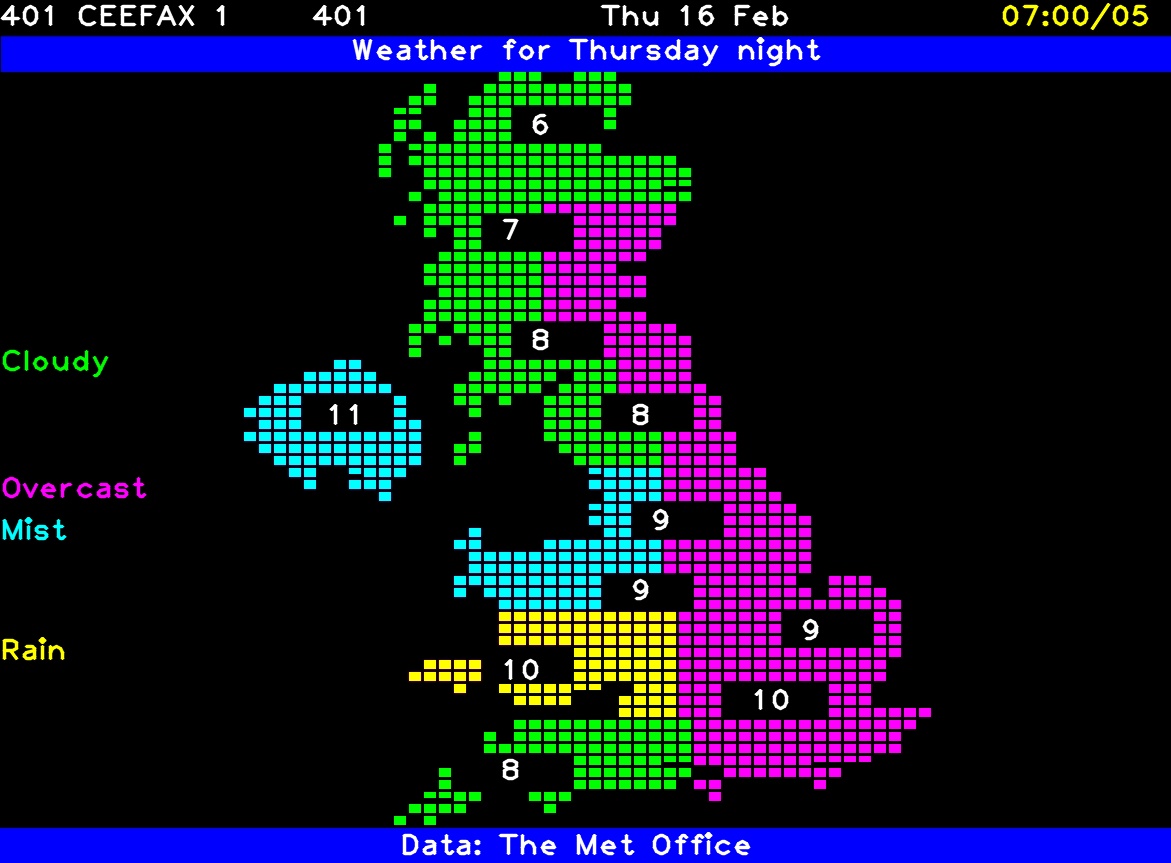 401 CEEFAX 1 401 Thu 16 Feb 07:00/05
Weather for Thursday night
6
7
8
Cloudy
11 8
Overcast
9
Mist
9
9
Rain
10
10
8
Data: The Met Office